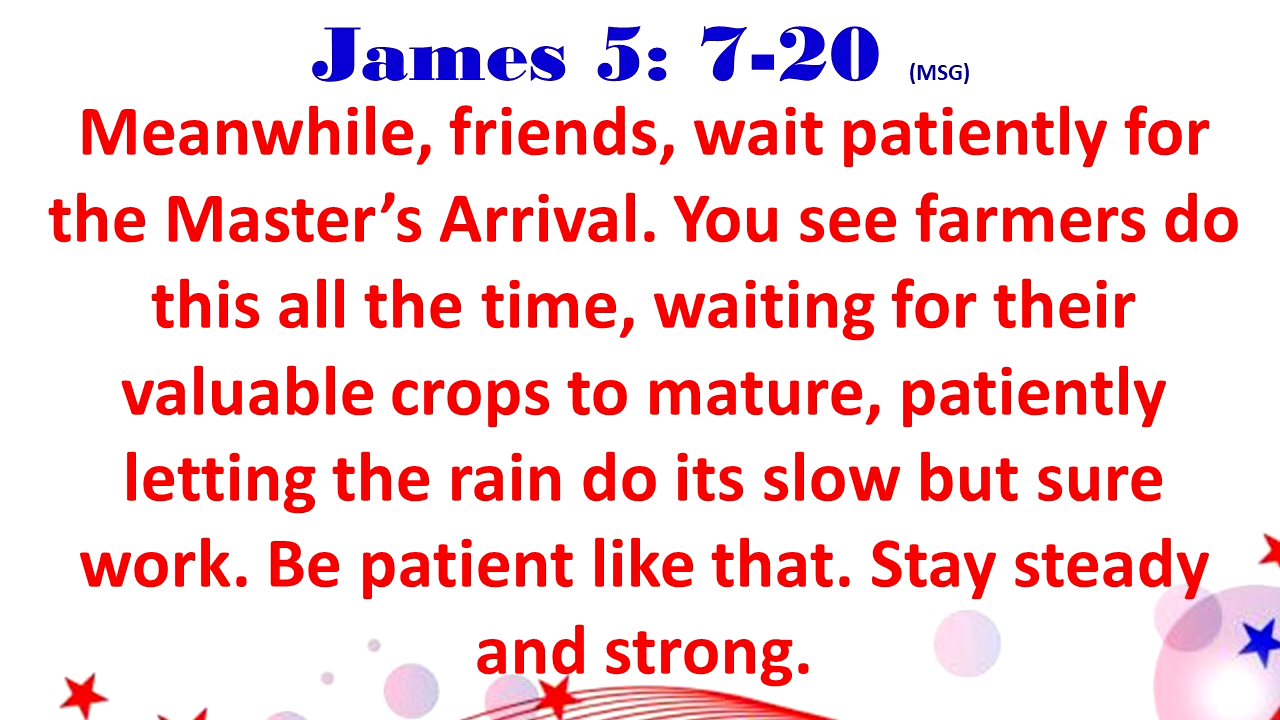 James 5: 7-20 (MSG)
Meanwhile, friends, wait patiently for
the Master’s Arrival. You see farmers do
this all the time, waiting for their
valuable crops to mature, patiently
letting the rain do its slow but sure
work. Be patient like that. Stay steady
and strong.